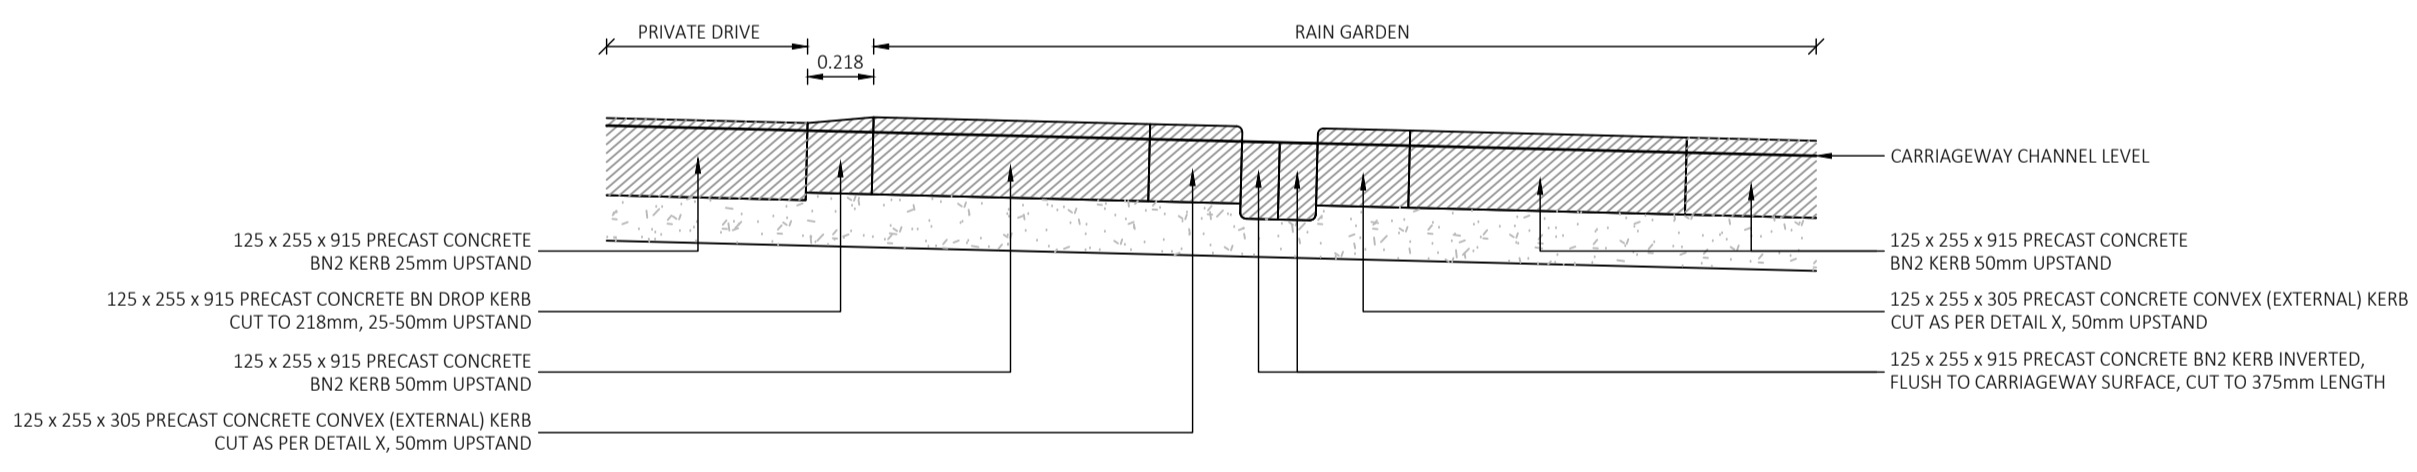 PRIVATE DRIVE
RAIN GARDEN
0.218
CARRIAGEWAY CHANNEL LEVEL
125 x 255 x 915 PRECAST CONCRETE
BN2 KERB 25mm UPSTAND
125 x 255 x 915 PRECAST CONCRETE BN DROP KERB
CUT TO 218mm, 25-50mm UPSTAND
125 x 255 x 915 PRECAST CONCRETE
BN2 KERB 50mm UPSTAND
125 x 255 x 305 PRECAST CONCRETE CONVEX (EXTERNAL) KERB
CUT AS PER DETAIL X, 50mm UPSTAND
125 x 255 x 915 PRECAST CONCRETE
BN2 KERB 50mm UPSTAND
125 x 255 x 305 PRECAST CONCRETE CONVEX (EXTERNAL) KERB
CUT AS PER DETAIL X, 50mm UPSTAND
125 x 255 x 915 PRECAST CONCRETE BN2 KERB INVERTED,
FLUSH TO CARRIAGEWAY SURFACE, CUT TO 375mm LENGTH